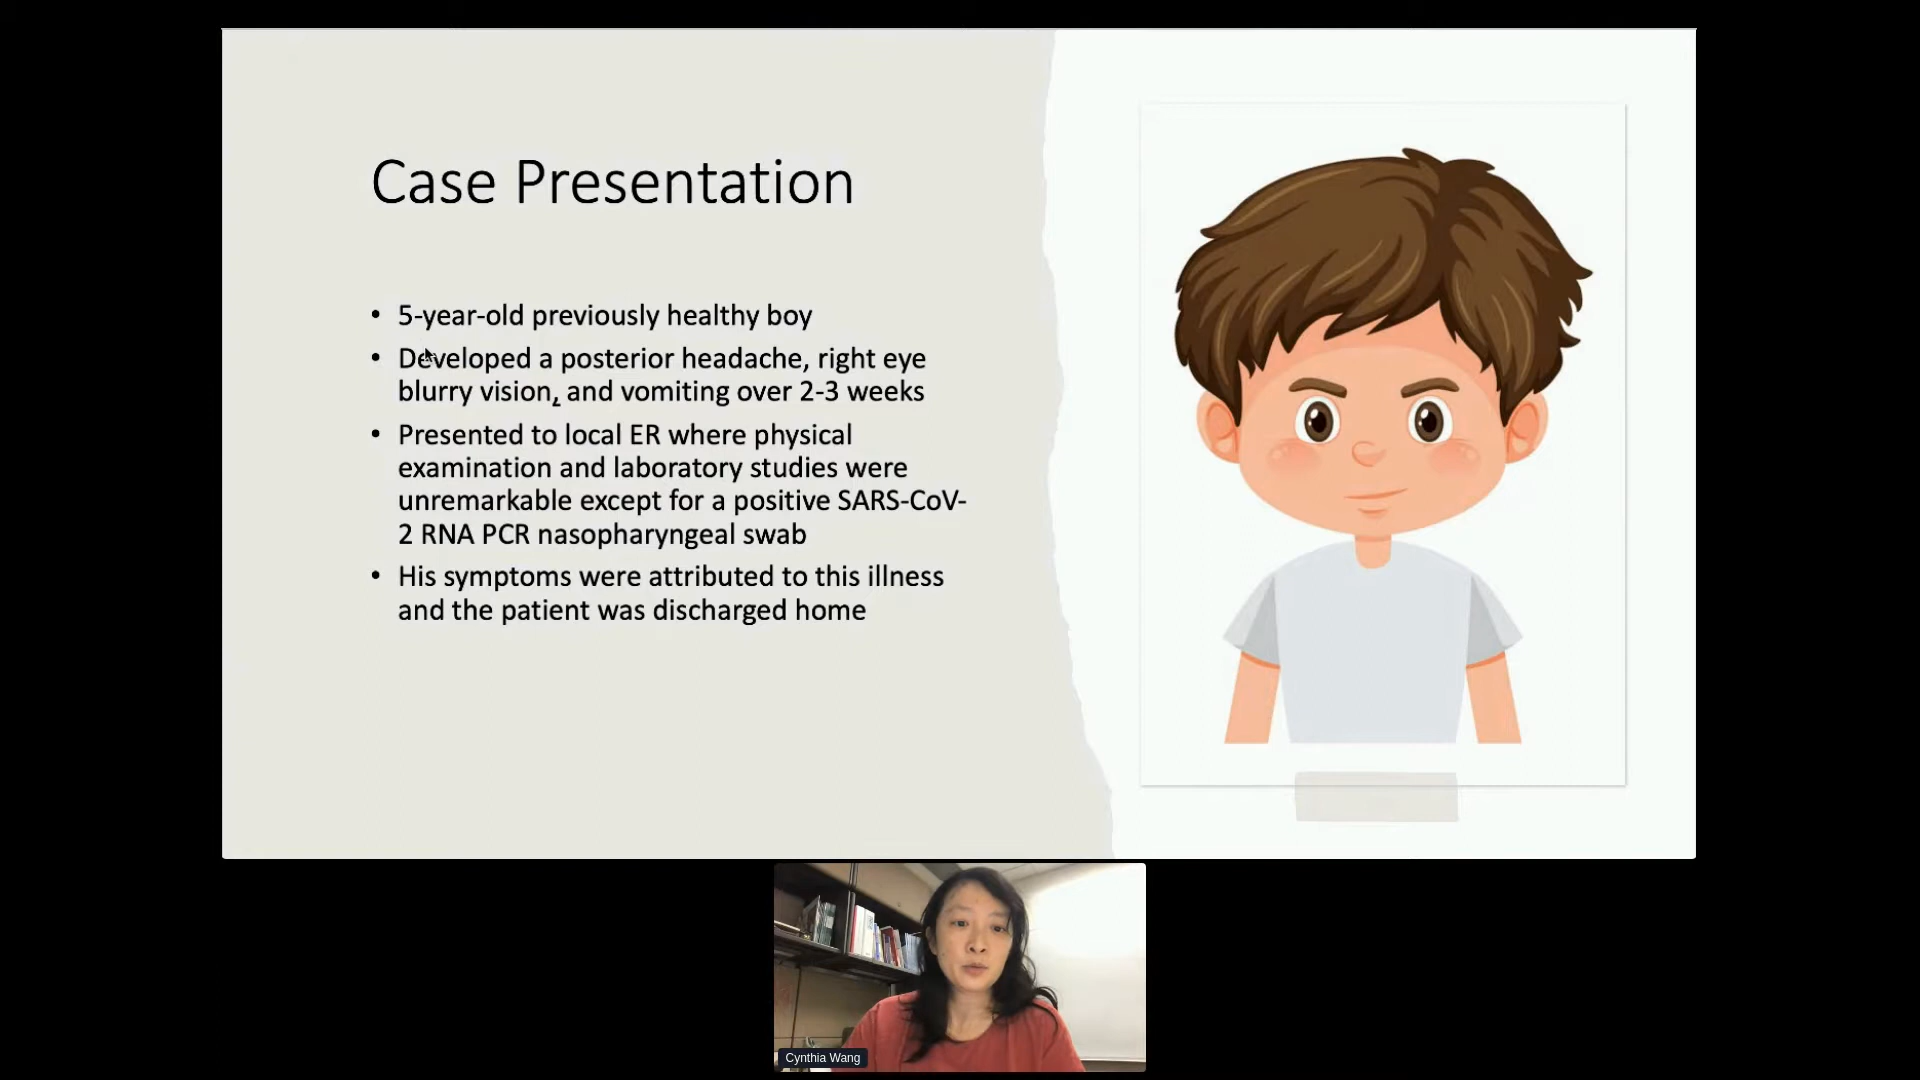 Case Presentation
• 5-year-old previously healthy boy
• Developed a posterior headache, right eye
blurry vision, and vomiting over 2-3 weeks
• Presented to local ER where physical
examination and laboratory studies were
unremarkable except for a positive SARS-CoV-
2 RNA PCR nasopharyngeal swab
• His symptoms were attributed to this illness
and the patient was discharged home
Cynthia Wang